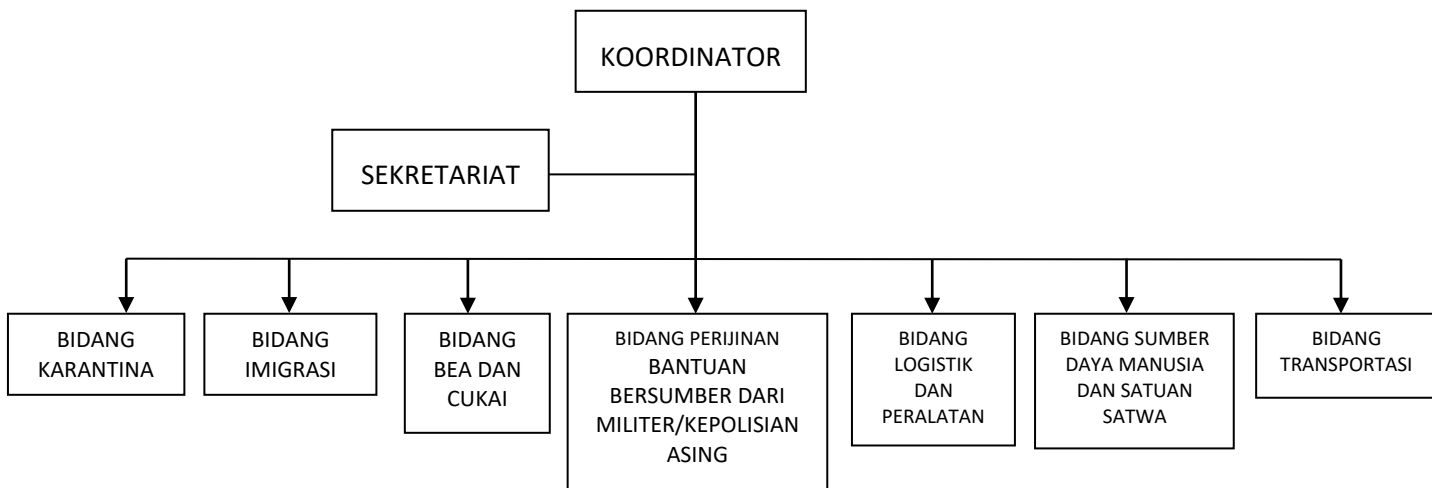 KOORDINATOR
SEKRETARIAT
BIDANG
KARANTINA
BIDANG
IMIGRASI
BIDANG
BEA DAN
CUKAI
BIDANG PERIJINAN
BANTUAN
BERSUMBER DARI
MILITER/KEPOLISIAN
ASING
BIDANG
LOGISTIK
DAN
PERALATAN
BIDANG SUMBER
DAYA MANUSIA
DAN SATUAN
SATWA
BIDANG
TRANSPORTASI